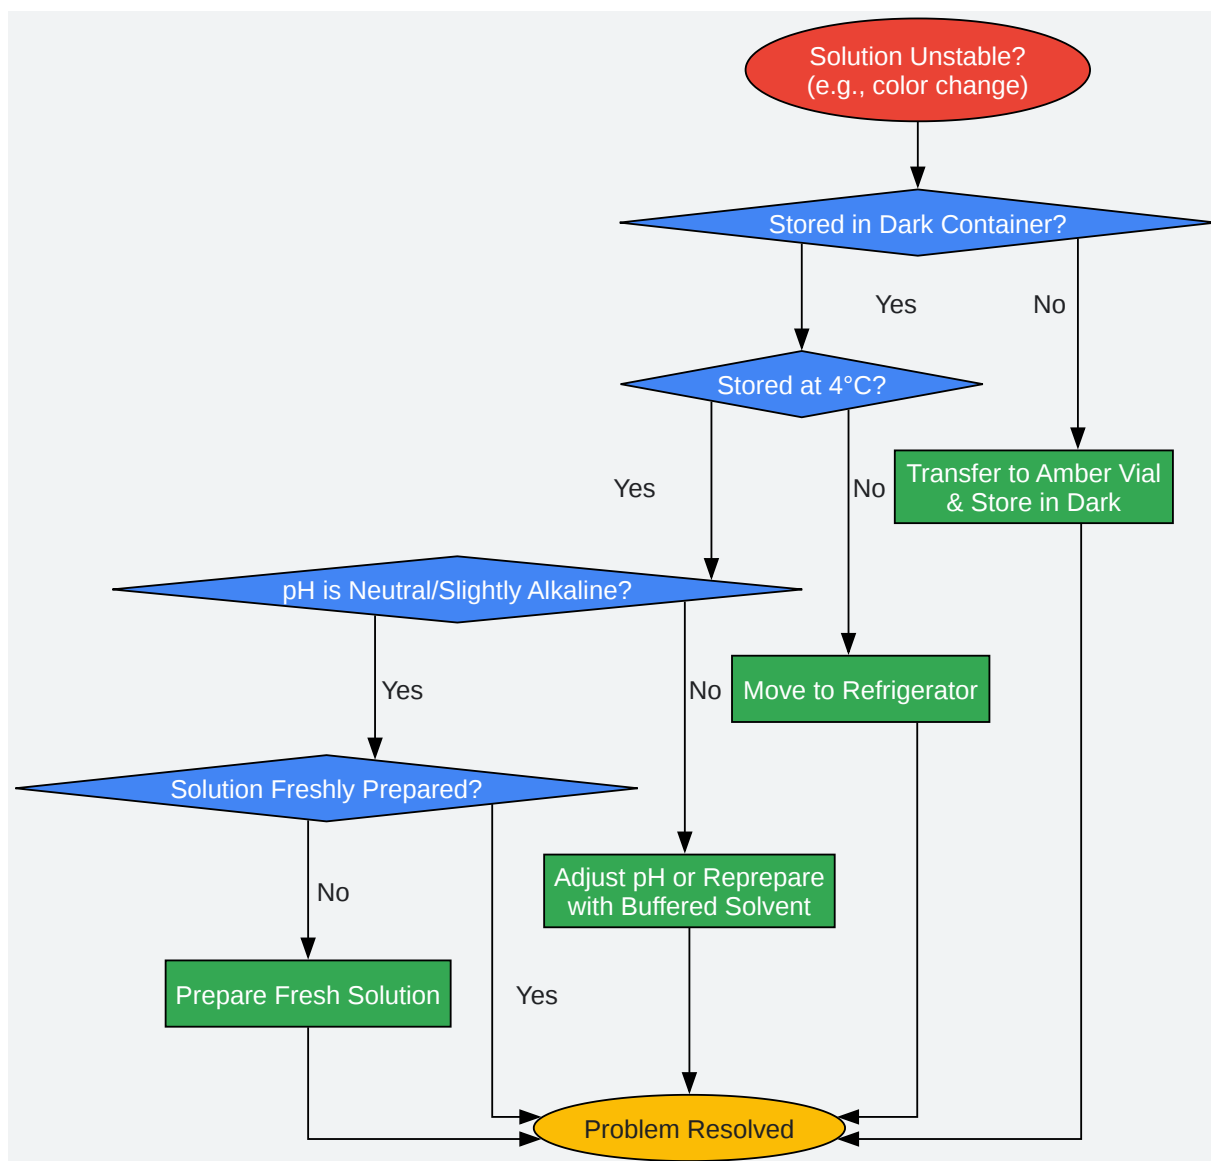 Solution Unstable?
(e.g., color change)
Stored in Dark Container?
Yes
No
Stored at 4°C?
Transfer to Amber Vial
& Store in Dark
Yes
No
pH is Neutral/Slightly Alkaline?
Yes
No
Move to Refrigerator
Solution Freshly Prepared?
Adjust pH or Reprepare
with Buffered Solvent
No
Prepare Fresh Solution
Yes
Problem Resolved